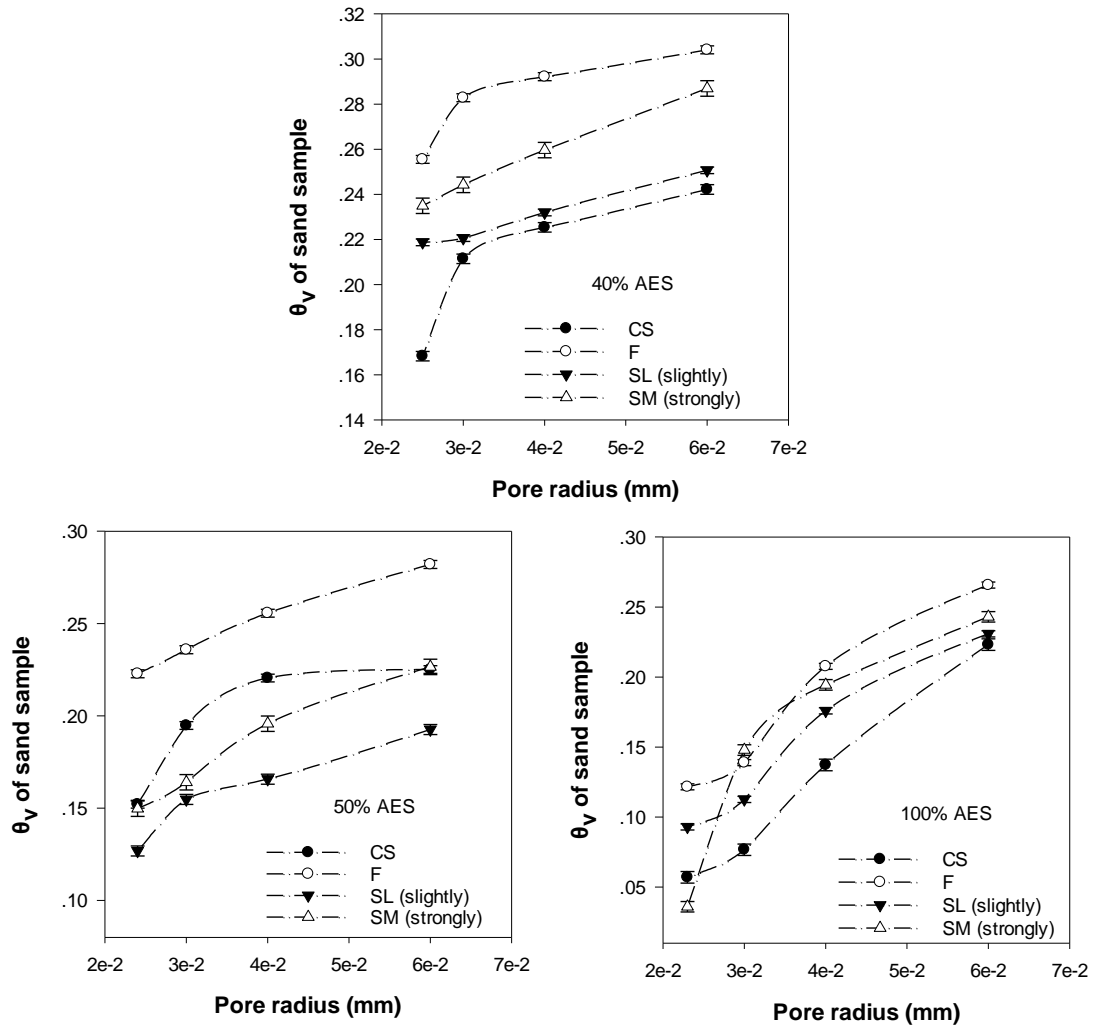 .32
.30
.28
.26
.24
.22
.20
.18
.16
.14
θv of sand sample
40% AES
CS
F
SL (slightly)
SM (strongly)
2e-2 3e-2 4e-2 5e-2 6e-2 7e-2
Pore radius (mm)
.30
.25
.20
.15
.10
θv of sand sample
50% AES
CS
F
SL (slightly)
SM (strongly)
2e-2 3e-2 4e-2 5e-2 6e-2 7e-2
Pore radius (mm)
.30
.25
.20
.15
.10
.05
θv of sand sample
100% AES
CS
F
SL (slightly)
SM (strongly)
2e-2 3e-2 4e-2 5e-2 6e-2 7e-2
Pore radius (mm)